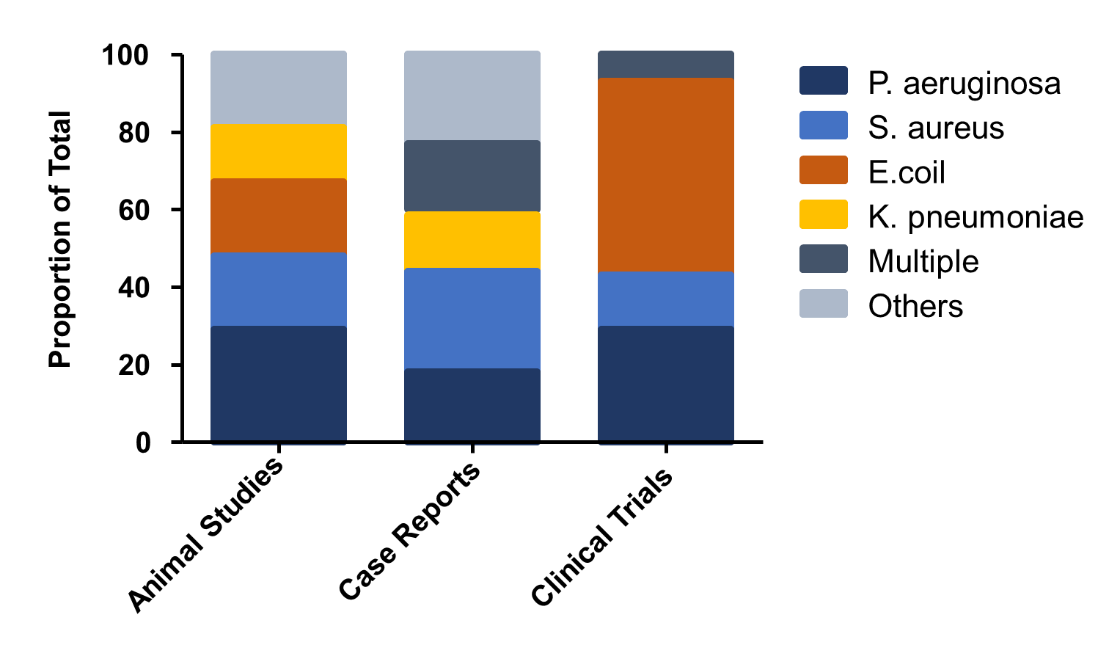 Proportion of Total
100
80
60
40
20
0
Animal Studies
Case Reports
Clinical Trials
P. aeruginosa
S. aureus
E.coil
K. pneumoniae
Multiple
Others